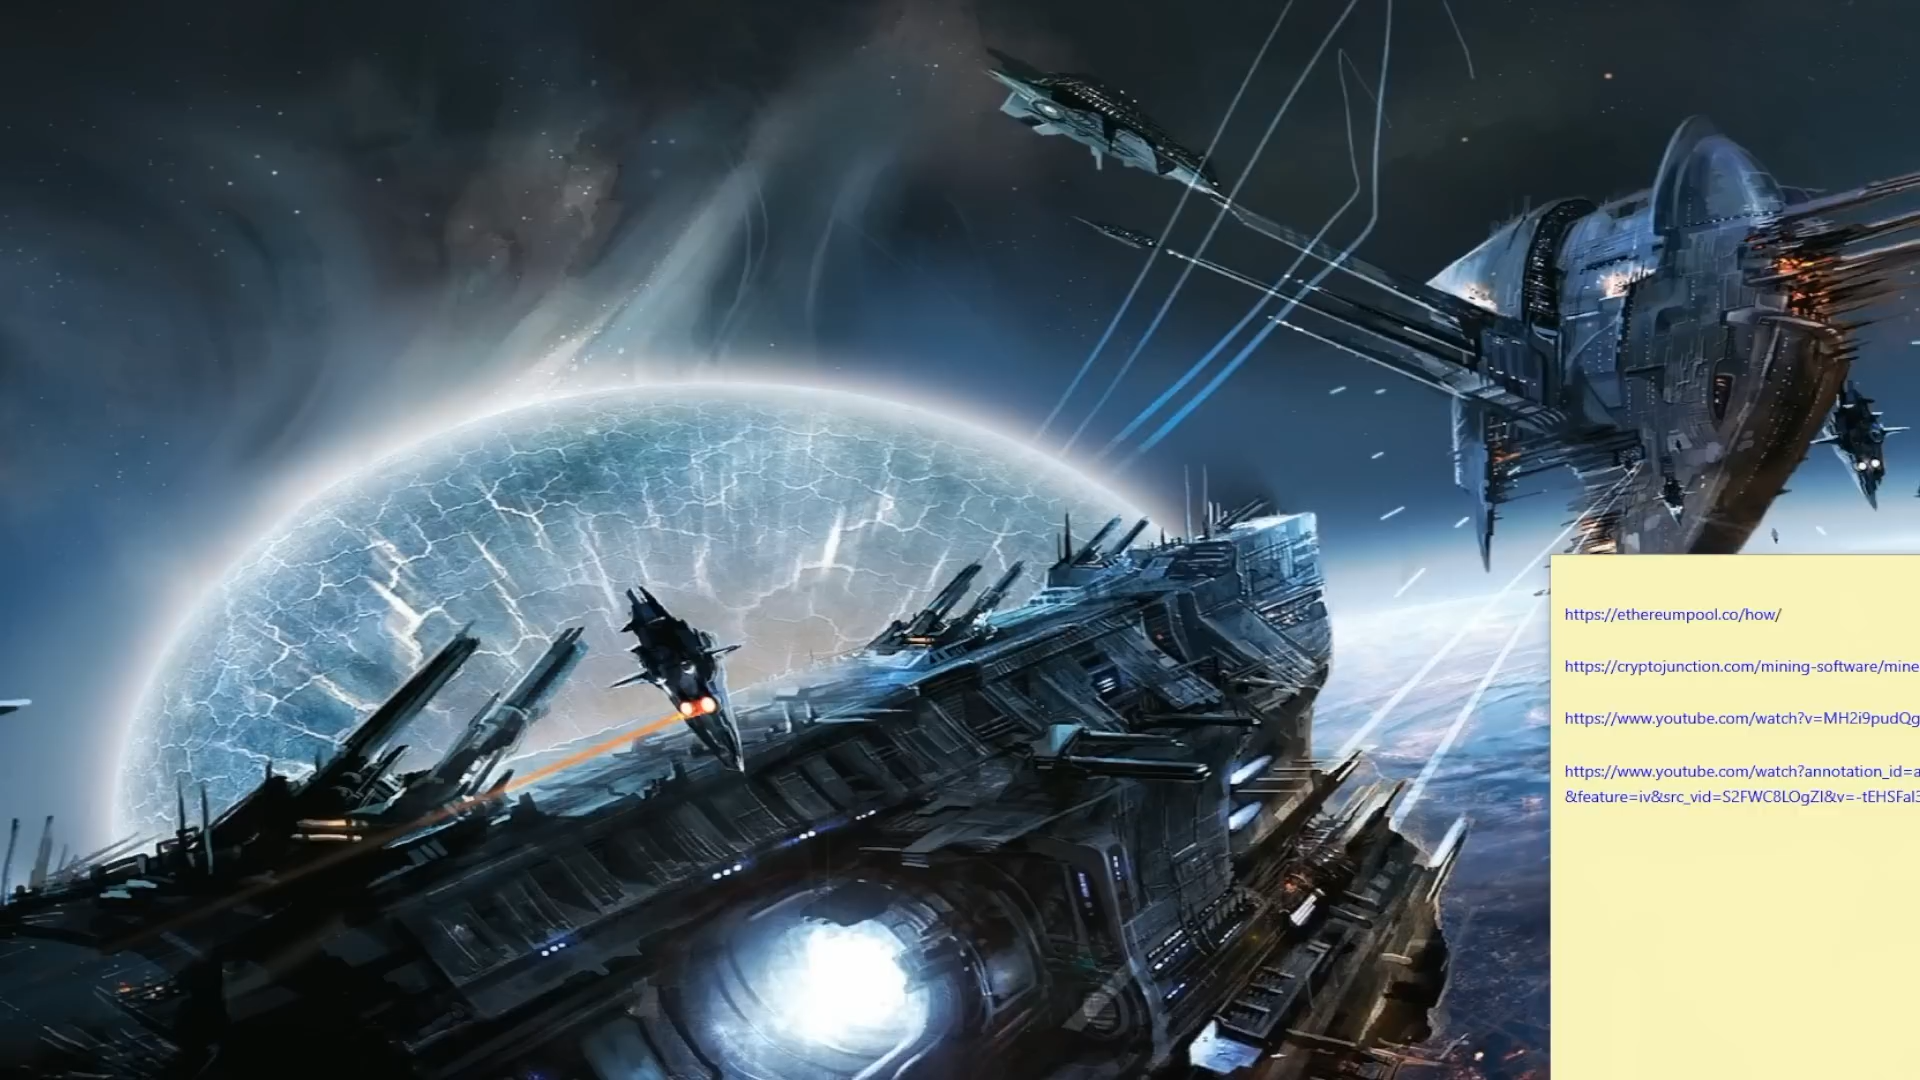 https://ethereumpool.co/how/
https://cryptojunction.com/mining-software/mine
https://www.youtube.com/watch?v=MH2i9pudQg
https://www.youtube.com/watch?annotation_id=a
&feature=iv&src_vid=S2FWC8LOgZI&v=-tEHSFal3